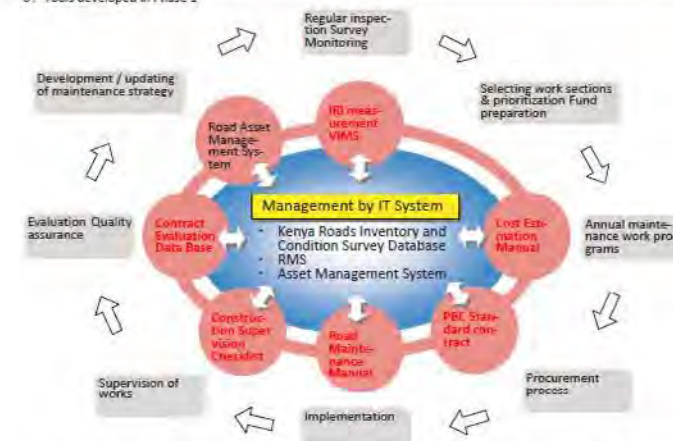 Tools developed in Phase 1
Regular inspec-
tion Survey
Monitoring
Development / updating
of maintenance strategy
Selecting work sections
& prioritization Fund
preparation
Road Asset
Manage-
ment Sys-
tem
IRI meas-
urement
VIMS
Management by IT System
· Kenya Roads Inventory and
Condition Survey Database
· RMS
· Asset Management System
Evaluation Quality
assurance
Contract
Evaluation
Data Base
Lost Esti-
mation
Manual
Annual mainte-
nance work pro-
grams
Construc-
tion Super
vision
Checklist
Road
Mainte-
nance
Manual
PBC Stan-
dard con-
tract
Supervision of
works
Implementation
Procurement
process